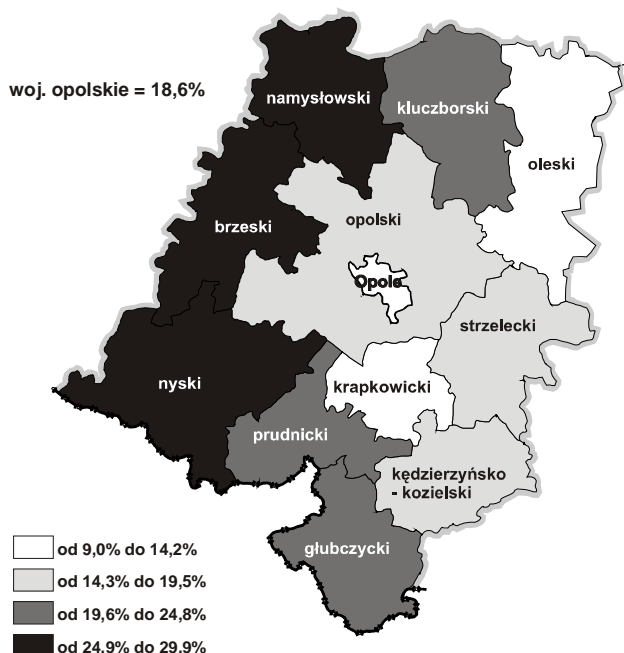 woj. opolskie = 18,6%
namysłowski
kluczborski
oleski
brzeski
opolski
Opole
strzelecki
nyski
krapkowicki
prudnicki
kędzierzyńsko
- kozielski
głubczycki
od 9,0% do 14,2%
od 14,3% do 19,5%
od 19,6% do 24,8%
od 24,9% do 29,9%